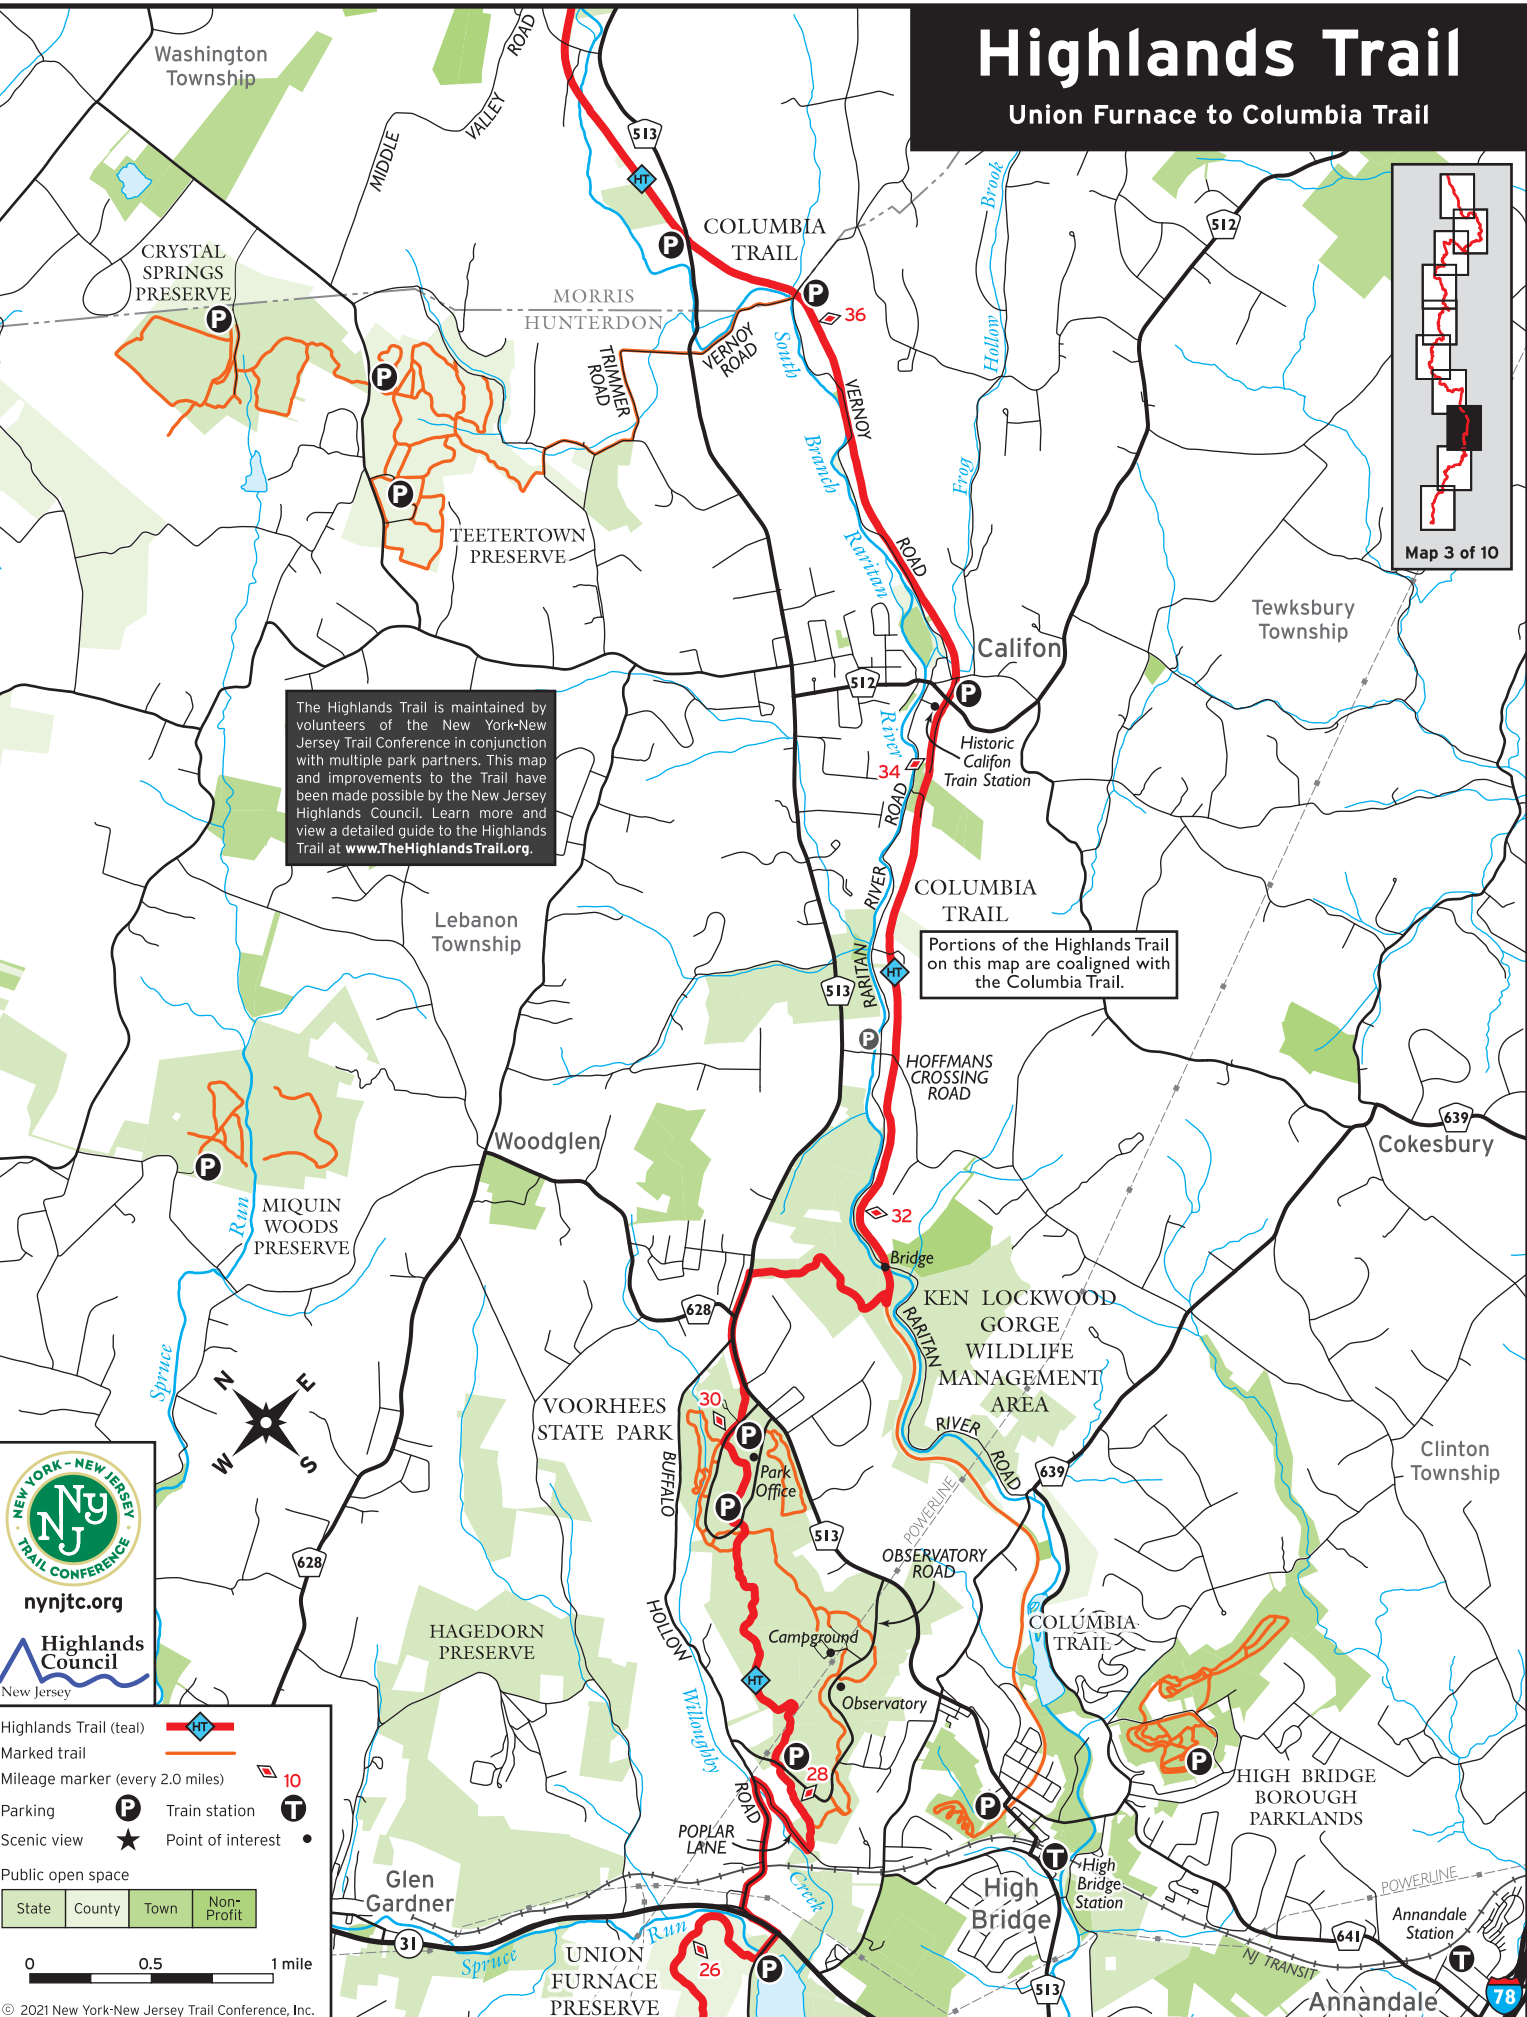 Highlands Trail
Union Furnace to Columbia Trail
Map 3 of 10
Washington
Township
MIDDLE
VALLEY
ROAD
513
HT
COLUMBIA
TRAIL
P
P
36
512
Brook
Hollow
Frog
CRYSTAL
SPRINGS
PRESERVE
P
MORRIS
HUNTERDON
VERNOY
ROAD
TRIMMER
ROAD
P
P
TEETERTOWN
PRESERVE
South
Branch
Raritan
River
VERNOY
ROAD
Califon
512
P
Historic
Califon
Train Station
34
Tewksbury
Township
The Highlands Trail is maintained by
volunteers of the New York-New
Jersey Trail Conference in conjunction
with multiple park partners. This map
and improvements to the Trail have
been made possible by the New Jersey
Highlands Council. Learn more and
view a detailed guide to the Highlands
Trail at www.TheHighlandsTrail.org.
Lebanon
Township
RARITAN
RIVER
ROAD
COLUMBIA
TRAIL
Portions of the Highlands Trail
on this map are coaligned with
the Columbia Trail.
HT
513
P
HOFFMANS
CROSSING
ROAD
639
Cokesbury
Woodglen
P
MIQUIN
WOODS
PRESERVE
Spruce
Run
32
Bridge
KEN LOCKWOOD
GORGE
WILDLIFE
MANAGEMENT
AREA
RARITAN
RIVER
ROAD
628
N
E
W
S
VOORHEES
STATE PARK
30
P
Park
Office
P
BUFFALO
HOLLOW
ROAD
513
POWERLINE
OBSERVATORY
ROAD
639
Clinton
Township
628
HAGEDORN
PRESERVE
Campground
HT
Observatory
COLUMBIA
TRAIL
Willoughby
Creek
P
28
POPLAR
LANE
P
P
HIGH BRIDGE
BOROUGH
PARKLANDS
T
High
Bridge
Station
High
Bridge
POWERLINE
Annandale
Station
T
641
NJ TRANSIT
513
Annandale
78
Glen
Gardner
31
Spruce
Run
UNION
FURNACE
PRESERVE
26
P
NEW YORK – NEW JERSEY
NY
NJ
TRAIL CONFERENCE
nynjtc.org
Highlands
Council
New Jersey
Highlands Trail (teal)
HT
Marked trail
Mileage marker (every 2.0 miles)
10
Parking
P
Train station
T
Scenic view
Point of interest
Public open space
State
County
Town
Non-
Profit
0
0.5
1 mile
© 2021 New York-New Jersey Trail Conference, Inc.